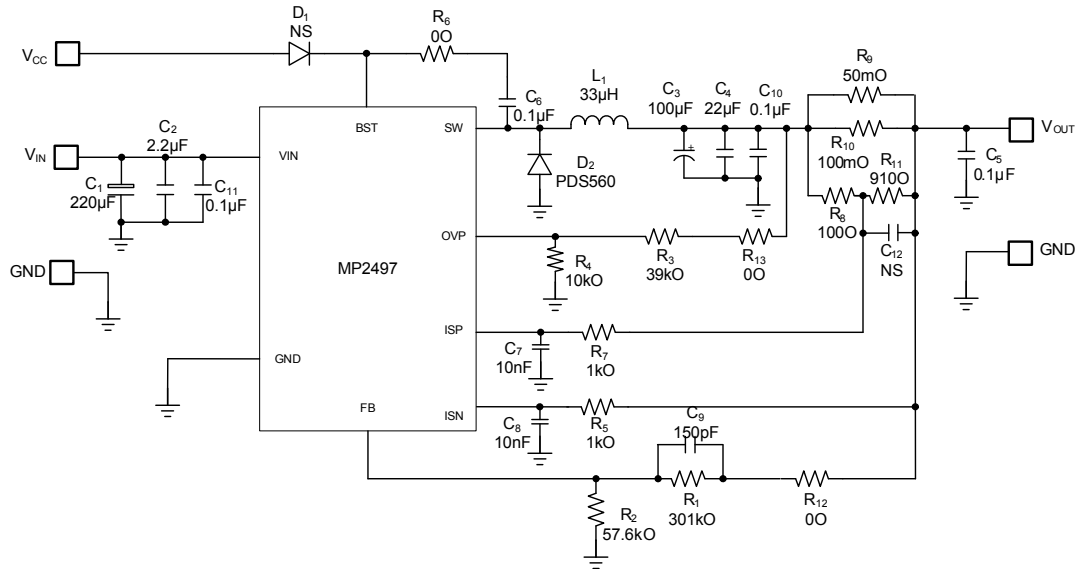 D1
NS
R6
0O
VCC
R9
50mO
L1
33µH
C3
100µF
C4
22µF
C10
0.1µF
C6
0.1µF
BST
SW
VOUT
R10
100mO
R11
910O
C2
2.2µF
VIN
VIN
D2
PDS560
C5
0.1µF
C1
220µF
C11
0.1µF
R8
100O
C12
NS
OVP
MP2497
R4
10kO
R3
39kO
R13
0O
GND
GND
ISP
C7
10nF
R7
1kO
GND
FB
ISN
C8
10nF
R5
1kO
C9
150pF
R2
57.6kO
R1
301kO
R12
0O